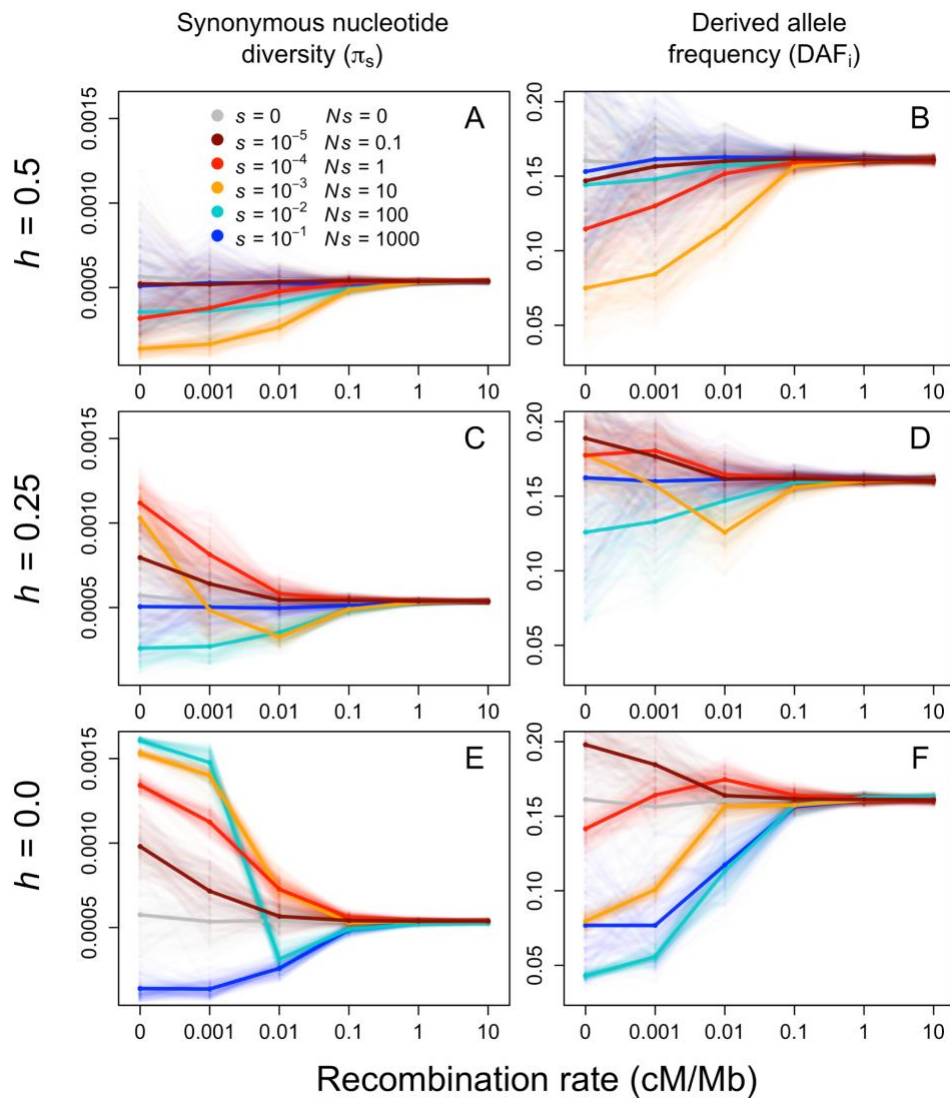 Synonymous nucleotide
diversity (πs)
Derived allele
frequency (DAFi)
h = 0.5
A
0.0005 0.0010 0.0015
s = 0 Ns = 0
s = 10⁻⁵ Ns = 0.1
s = 10⁻⁴ Ns = 1
s = 10⁻³ Ns = 10
s = 10⁻² Ns = 100
s = 10⁻¹ Ns = 1000
0 0.001 0.01 0.1 1 10
B
0.05 0.10 0.15 0.20
0 0.001 0.01 0.1 1 10
h = 0.25
C
0.0005 0.0010 0.0015
0 0.001 0.01 0.1 1 10
D
0.05 0.10 0.15 0.20
0 0.001 0.01 0.1 1 10
h = 0.0
E
0.0005 0.0010 0.0015
0 0.001 0.01 0.1 1 10
F
0.05 0.10 0.15 0.20
0 0.001 0.01 0.1 1 10
Recombination rate (cM/Mb)